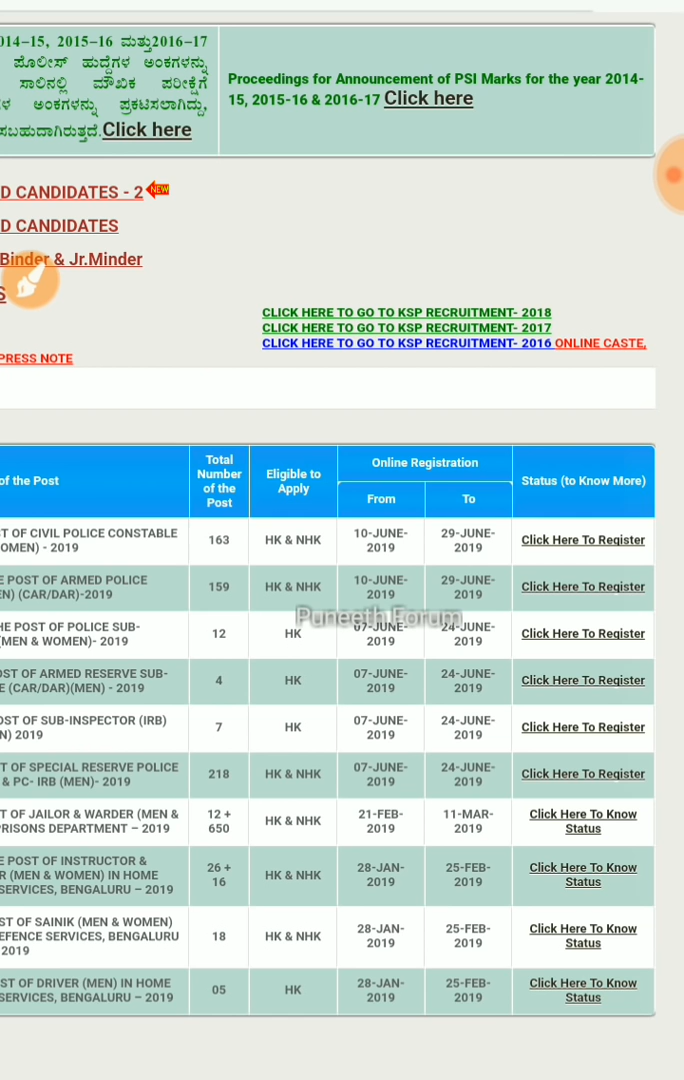 014–15, 2015–16 ಮತ್ತು2016–17
ಪೊಲೀಸ್ ಹುದ್ದೆಗಳ ಅಂಕಗಳನ್ನು
ಸಾಲಿನಲ್ಲಿ ಮೌಖಿಕ ಪರೀಕ್ಷೆಗೆ
ಳ ಅಂಕಗಳನ್ನು ಪ್ರಕಟಿಸಲಾಗಿದ್ದು,
ಸಬಹುದಾಗಿರುತ್ತದೆ.Click here
Proceedings for Announcement of PSI Marks for the year 2014-
15, 2015-16 & 2016-17 Click here
D CANDIDATES - 2 NEW
D CANDIDATES
Binder & Jr.Minder
S
CLICK HERE TO GO TO KSP RECRUITMENT- 2018
CLICK HERE TO GO TO KSP RECRUITMENT- 2017
CLICK HERE TO GO TO KSP RECRUITMENT- 2016 ONLINE CASTE,
PRESS NOTE
of the Post
Total
Number
of the
Post
Eligible to
Apply
Online Registration
From
To
Status (to Know More)
ST OF CIVIL POLICE CONSTABLE
OMEN) - 2019
163
HK & NHK
10-JUNE-
2019
29-JUNE-
2019
Click Here To Register
E POST OF ARMED POLICE
EN) (CAR/DAR)-2019
159
HK & NHK
10-JUNE-
2019
29-JUNE-
2019
Click Here To Register
HE POST OF POLICE SUB-
(MEN & WOMEN)- 2019
12
HK
07-JUNE-
2019
24-JUNE-
2019
Click Here To Register
Puneeth Forum
OST OF ARMED RESERVE SUB-
E (CAR/DAR)(MEN) - 2019
4
HK
07-JUNE-
2019
24-JUNE-
2019
Click Here To Register
OST OF SUB-INSPECTOR (IRB)
N) 2019
7
HK
07-JUNE-
2019
24-JUNE-
2019
Click Here To Register
T OF SPECIAL RESERVE POLICE
& PC- IRB (MEN)- 2019
218
HK & NHK
07-JUNE-
2019
24-JUNE-
2019
Click Here To Register
T OF JAILOR & WARDER (MEN &
PRISONS DEPARTMENT – 2019
12 +
650
HK & NHK
21-FEB-
2019
11-MAR-
2019
Click Here To Know
Status
E POST OF INSTRUCTOR &
R (MEN & WOMEN) IN HOME
SERVICES, BENGALURU – 2019
26 +
16
HK & NHK
28-JAN-
2019
25-FEB-
2019
Click Here To Know
Status
ST OF SAINIK (MEN & WOMEN)
EFENCE SERVICES, BENGALURU
2019
18
HK & NHK
28-JAN-
2019
25-FEB-
2019
Click Here To Know
Status
ST OF DRIVER (MEN) IN HOME
SERVICES, BENGALURU – 2019
05
HK
28-JAN-
2019
25-FEB-
2019
Click Here To Know
Status